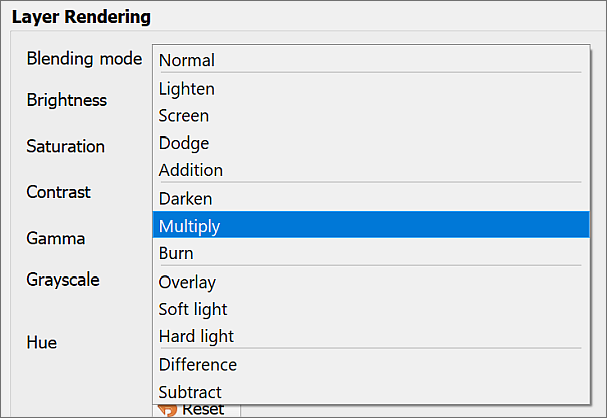 Layer Rendering
Blending mode
Normal
Lighten
Brightness
Screen
Dodge
Saturation
Addition
Contrast
Darken
Multiply
Gamma
Burn
Grayscale
Overlay
Soft light
Hard light
Hue
Difference
Subtract
Reset